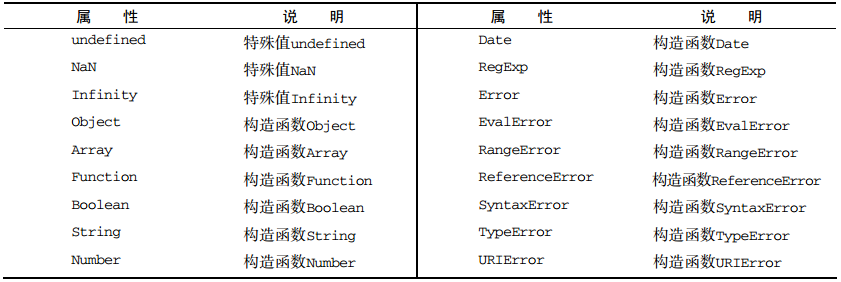 属 性 说 明 属 性 说 明
undefined 特殊值undefined Date 构造函数Date
NaN 特殊值NaN RegExp 构造函数RegExp
Infinity 特殊值Infinity Error 构造函数Error
Object 构造函数Object EvalError 构造函数EvalError
Array 构造函数Array RangeError 构造函数RangeError
Function 构造函数Function ReferenceError 构造函数ReferenceError
Boolean 构造函数Boolean SyntaxError 构造函数SyntaxError
String 构造函数String TypeError 构造函数TypeError
Number 构造函数Number URIError 构造函数URIError